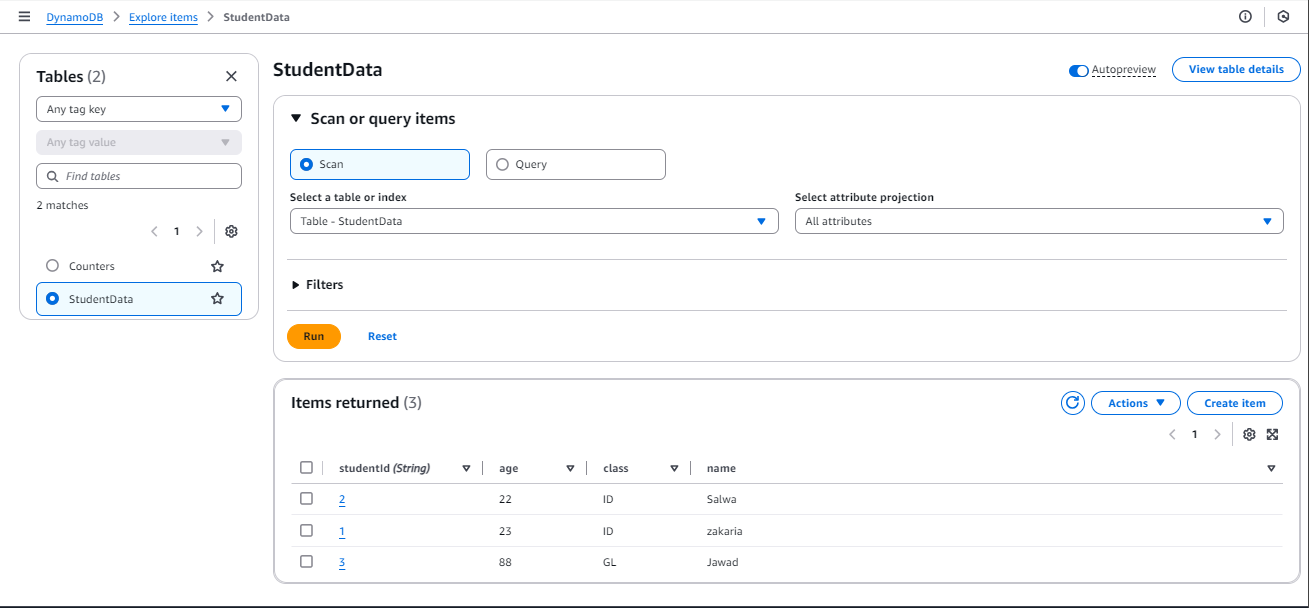 DynamoDB > Explore items > StudentData
Tables (2)
Any tag key
Any tag value
Find tables
2 matches
1
Counters
StudentData
StudentData
Autopreview
View table details
Scan or query items
Scan Query
Select a table or index Select attribute projection
Table - StudentData All attributes
Filters
Run Reset
Items returned (3)
Actions Create item
1
studentId (String) age class name
2 22 ID Salwa
1 23 ID zakaria
3 88 GL Jawad